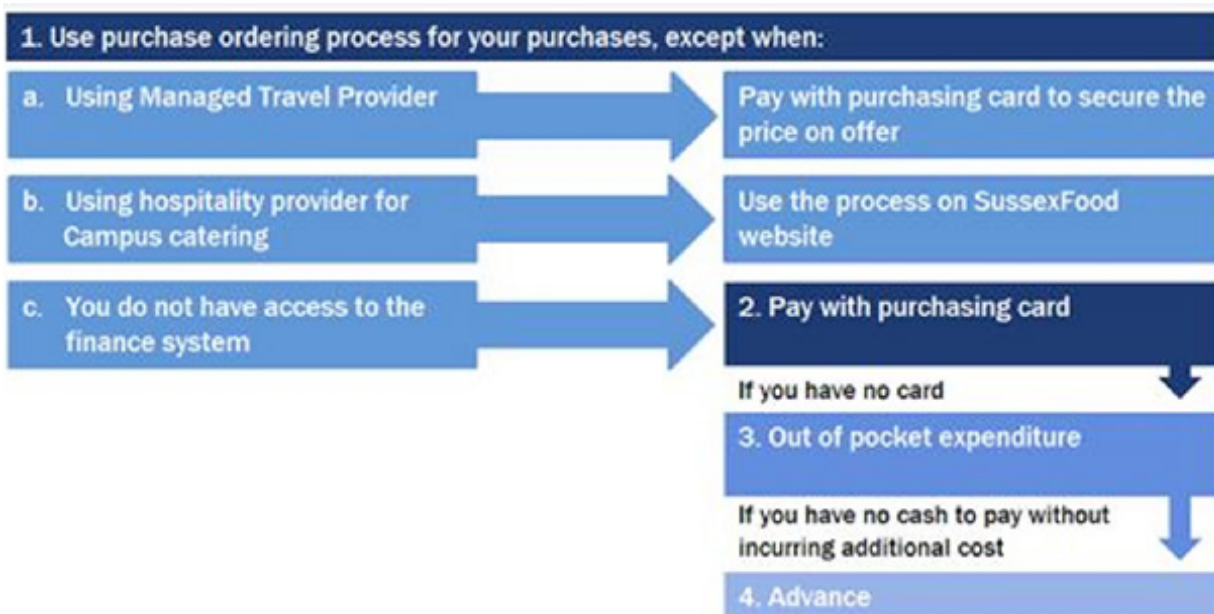 1. Use purchase ordering process for your purchases, except when:
a. Using Managed Travel Provider
Pay with purchasing card to secure the
price on offer
b. Using hospitality provider for
Campus catering
Use the process on SussexFood
website
c. You do not have access to the
finance system
2. Pay with purchasing card
If you have no card
3. Out of pocket expenditure
If you have no cash to pay without
incurring additional cost
4. Advance